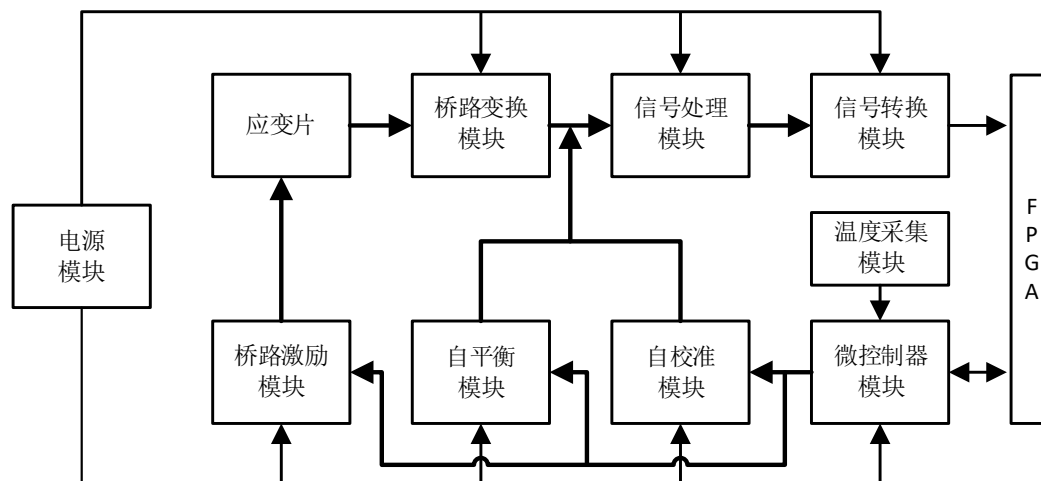 应变片
桥路变换
模块
信号处理
模块
信号转换
模块
电源
模块
温度采集
模块
F
P
G
A
桥路激励
模块
自平衡
模块
自校准
模块
微控制器
模块